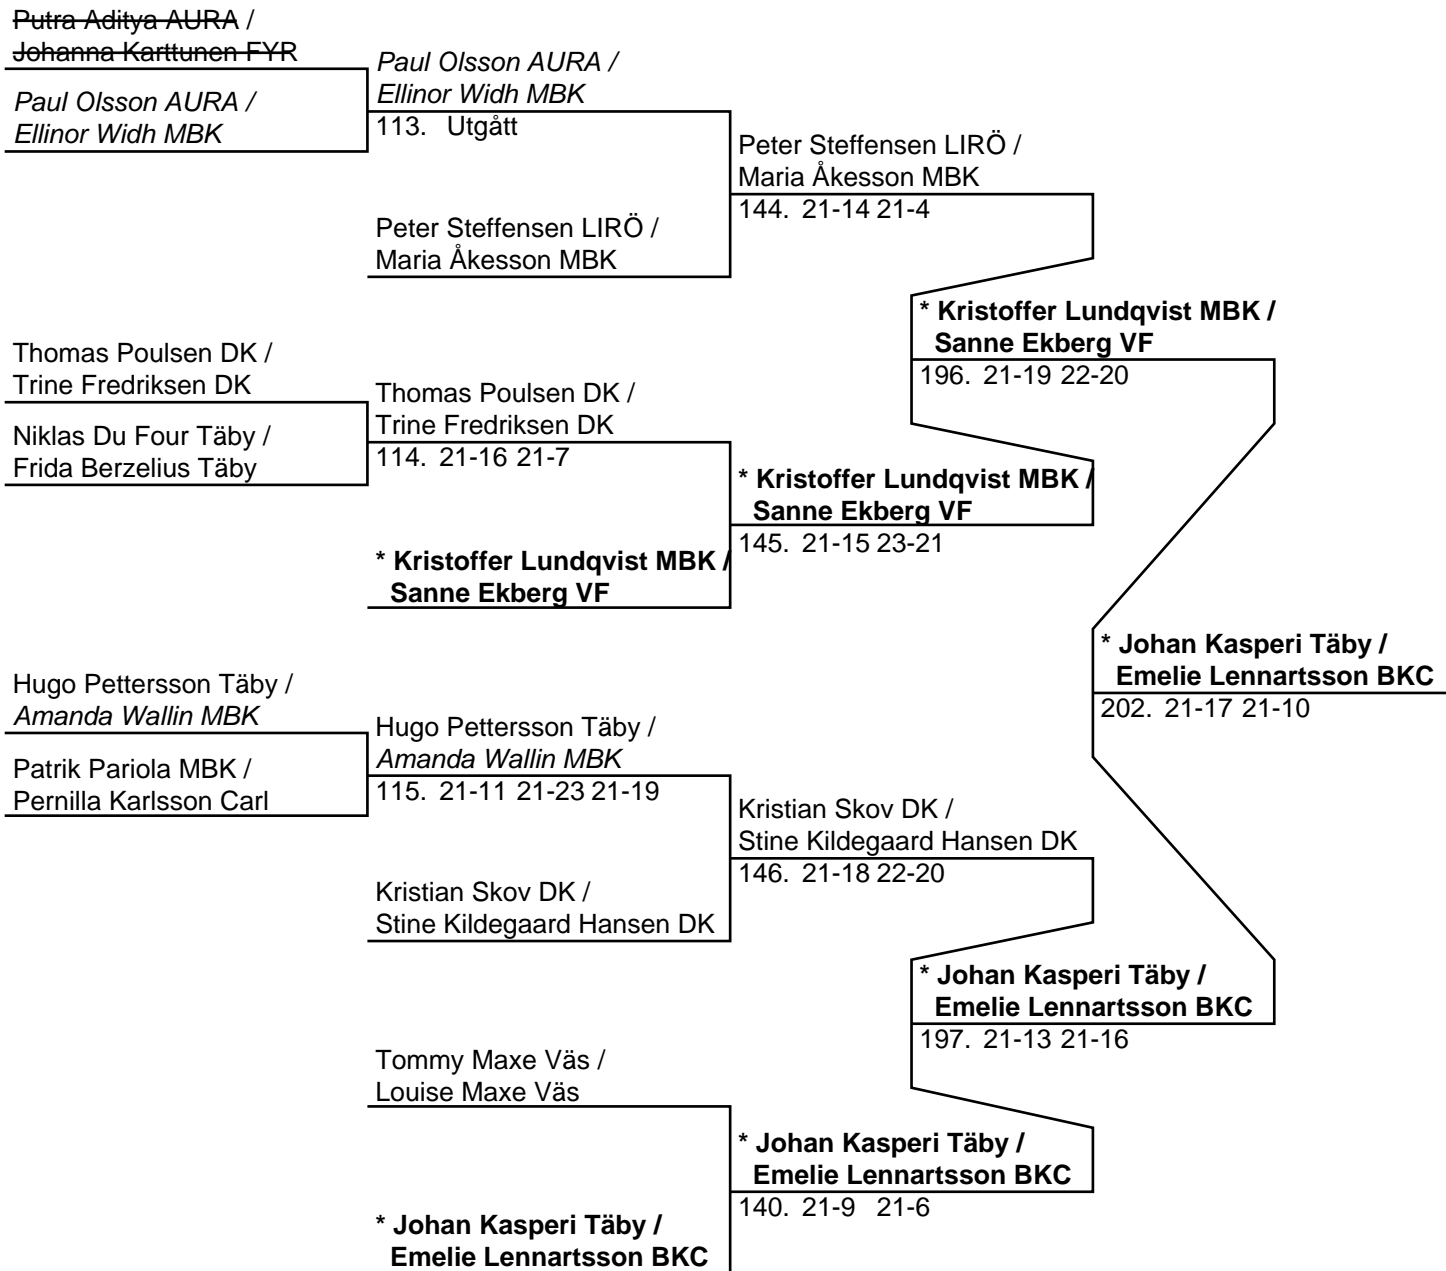 Putra Aditya AURA /
Johanna Karttunen FYR
Paul Olsson AURA /
Ellinor Widh MBK
Thomas Poulsen DK /
Trine Fredriksen DK
Niklas Du Four Täby /
Frida Berzelius Täby
Hugo Pettersson Täby /
Amanda Wallin MBK
Patrik Pariola MBK /
Pernilla Karlsson Carl
Paul Olsson AURA /
Ellinor Widh MBK
113. Utgått
Peter Steffensen LIRÖ /
Maria Åkesson MBK
Thomas Poulsen DK /
Trine Fredriksen DK
114. 21-16 21-7
* Kristoffer Lundqvist MBK /
Sanne Ekberg VF
Hugo Pettersson Täby /
Amanda Wallin MBK
115. 21-11 21-23 21-19
Kristian Skov DK /
Stine Kildegaard Hansen DK
Tommy Maxe Väs /
Louise Maxe Väs
* Johan Kasperi Täby /
Emelie Lennartsson BKC
Peter Steffensen LIRÖ /
Maria Åkesson MBK
144. 21-14 21-4
* Kristoffer Lundqvist MBK /
Sanne Ekberg VF
145. 21-15 23-21
Kristian Skov DK /
Stine Kildegaard Hansen DK
146. 21-18 22-20
* Johan Kasperi Täby /
Emelie Lennartsson BKC
140. 21-9 21-6
* Kristoffer Lundqvist MBK /
Sanne Ekberg VF
196. 21-19 22-20
* Johan Kasperi Täby /
Emelie Lennartsson BKC
197. 21-13 21-16
* Johan Kasperi Täby /
Emelie Lennartsson BKC
202. 21-17 21-10